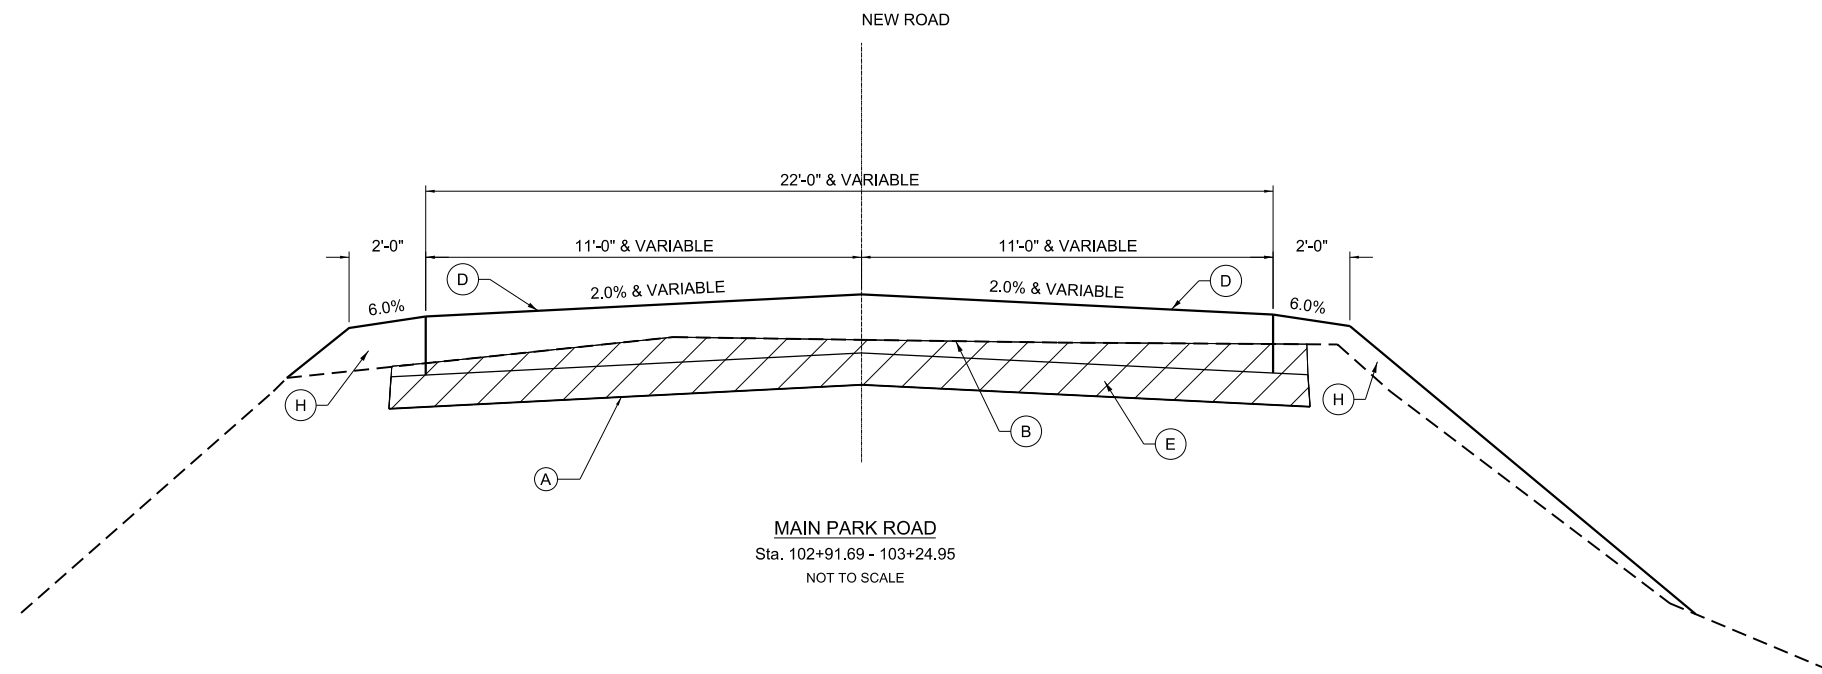 NEW ROAD
22'-0" & VARIABLE
2'-0"
11'-0" & VARIABLE
11'-0" & VARIABLE
2'-0"
D
D
6.0%
2.0% & VARIABLE
2.0% & VARIABLE
6.0%
H
H
B
E
A
MAIN PARK ROAD
Sta. 102+91.69 - 103+24.95
NOT TO SCALE